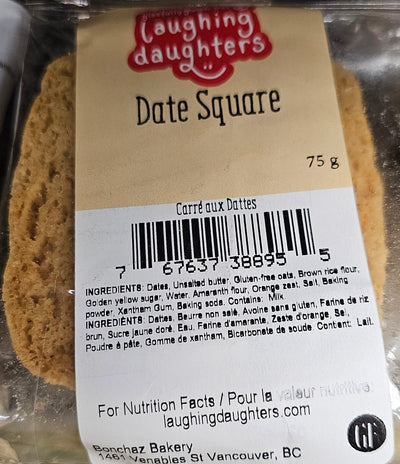 laughing
daughters
Date Square
75 g
Carré aux Dattes
7 67637 38895 5
INGREDIENTS: Dates, Unsalted butter, Gluten-free oats, Brown rice flour,
Golden yellow sugar, Water, Amaranth flour, Orange zest, Salt, Baking
powder, Xantham Gum, Baking soda. Contains: Milk
INGRÉDIENTS: Dattes, Beurre non salé, Avoine sans gluten, Farine de riz
brun, Sucre jaune doré, Eau, Farine d'amarante, Zeste d'orange, Sel,
Poudre à pâte, Gomme de xantham, Bicarbonate de soude. Contient: Lait.
For Nutrition Facts / Pour la valeur nutritive:
laughingdaughters.com
GF
Bonchaz Bakery
1461 Venables St Vancouver, BC